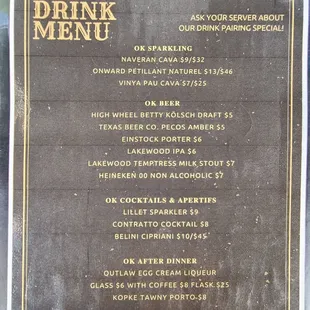 DRINK
MENU
ASK YOUR SERVER ABOUT
OUR DRINK PAIRING SPECIAL!
OK SPARKLING
NAVERAN CAVA $9/$32
ONWARD PETILLANT NATUREL $13/$46
VINYA PAU CAVA $7/$25
OK BEER
HIGH WHEEL BETTY KÖLSCH DRAFT $5
TEXAS BEER CO. PECOS AMBER $5
EINSTOCK PORTER $6
LAKEWOOD IPA $6
LAKEWOOD TEMPTRESS MILK STOUT $7
HEINEKEN 00 NON ALCOHOLIC $7
OK COCKTAILS & APERTIFS
LILLET SPARKLER $9
CONTRATTO COCKTAIL $8
BELINI CIPRIANI $10/$45
OK AFTER DINNER
OUTLAW EGG CREAM LIQUEUR
GLASS $6 WITH COFFEE $8 FLASK $25
KOPKE TAWNY PORTO $8